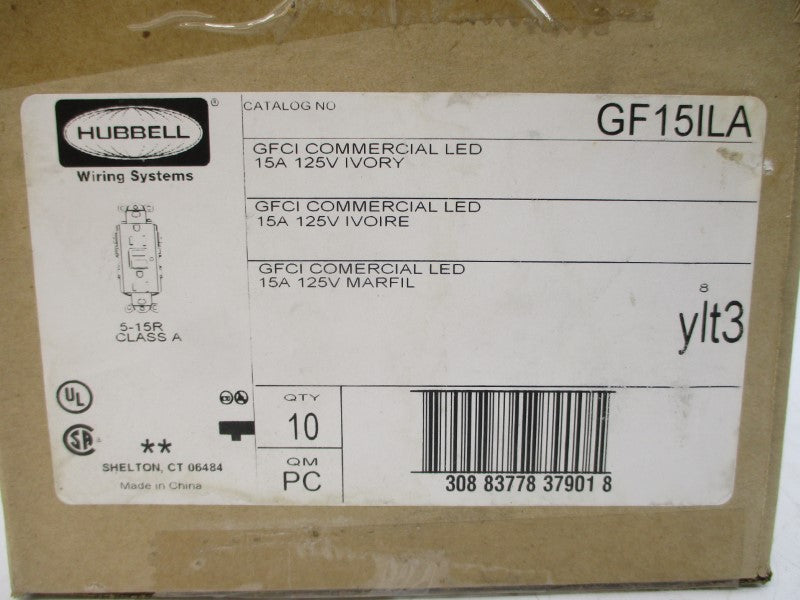 HUBBELL®
Wiring Systems
CATALOG NO
GF15ILA
GFCI COMMERCIAL LED
15A 125V IVORY
GFCI COMMERCIAL LED
15A 125V IVOIRE
GFCI COMERCIAL LED
15A 125V MARFIL
8
ylt3
5-15R
CLASS A
UL
SA
**
SHELTON, CT 06484
Made in China
QTY
10
QM
PC
308 83778 37901 8